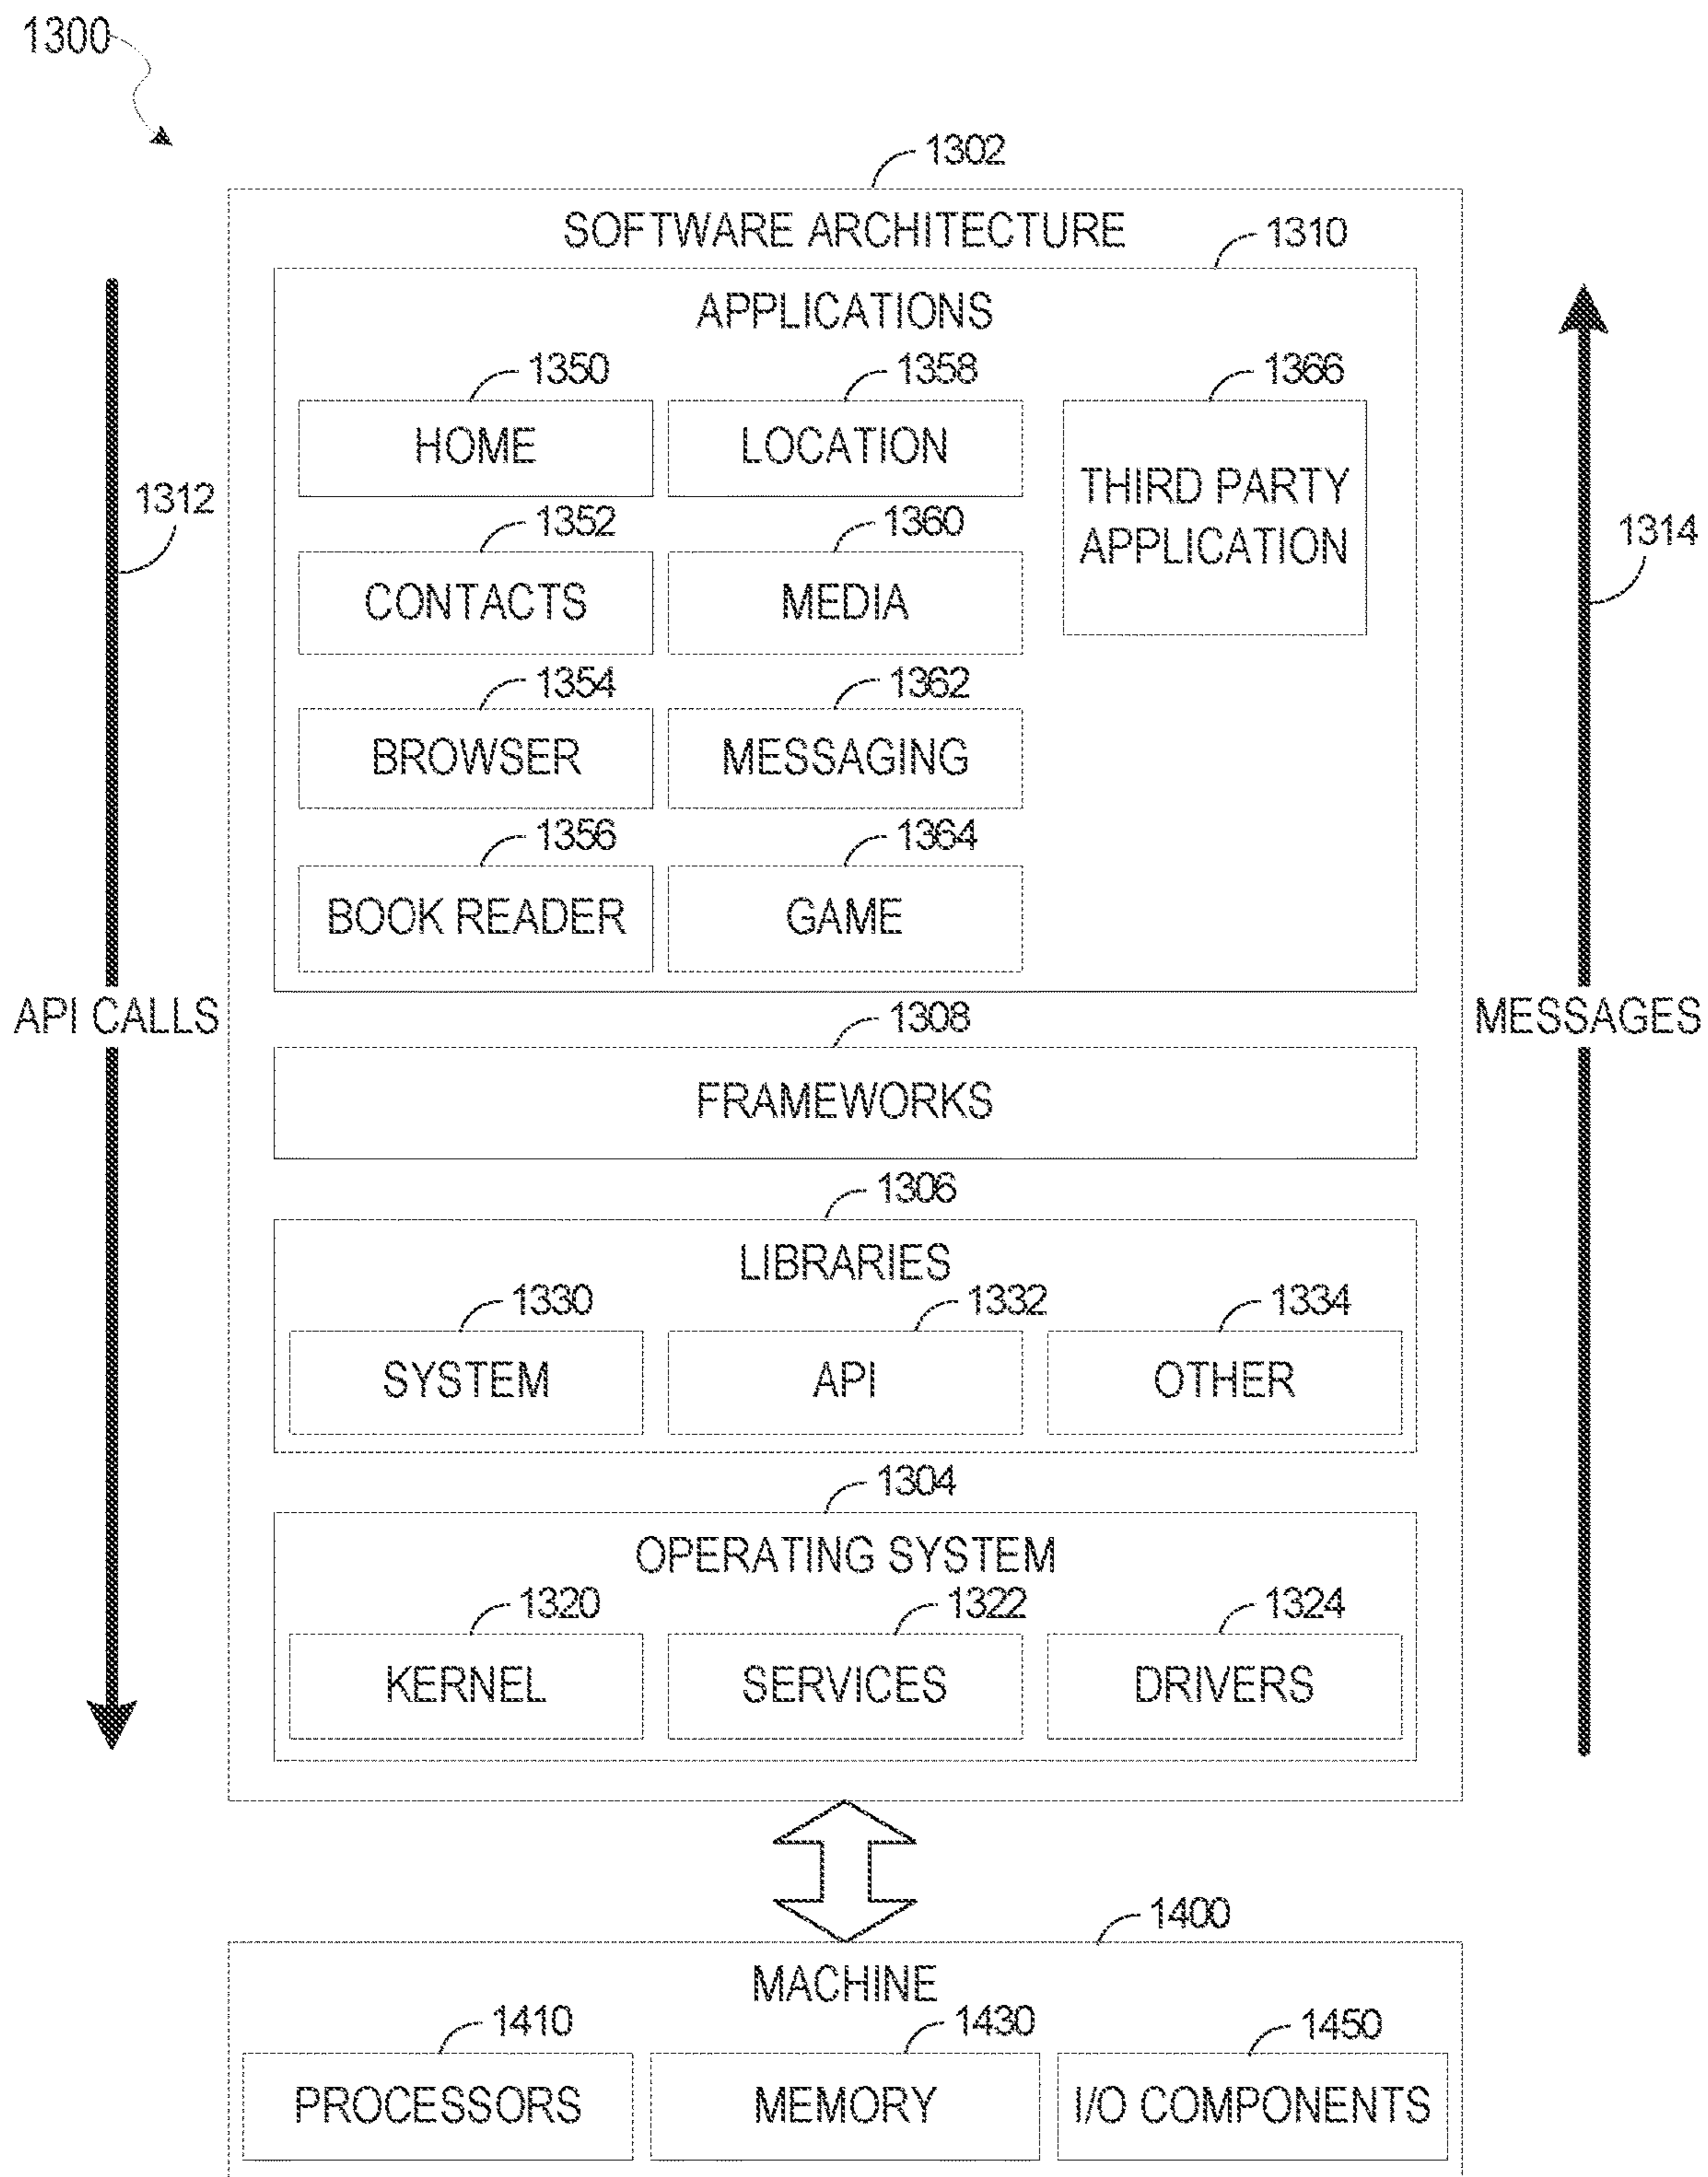 1300
1302
SOFTWARE ARCHITECTURE
1310
APPLICATIONS
1350
1358
1366
HOME
LOCATION
THIRD PARTY
APPLICATION
1312
1352
1360
1314
CONTACTS
MEDIA
1354
1362
BROWSER
MESSAGING
1356
1364
BOOK READER
GAME
API CALLS
MESSAGES
1308
FRAMEWORKS
1306
LIBRARIES
1330
1332
1334
SYSTEM
API
OTHER
1304
OPERATING SYSTEM
1320
1322
1324
KERNEL
SERVICES
DRIVERS
1400
MACHINE
1410
1430
1450
PROCESSORS
MEMORY
I/O COMPONENTS